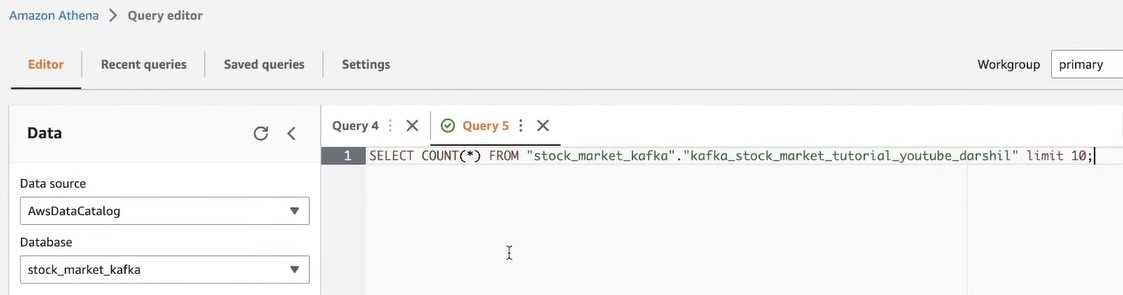 Amazon Athena > Query editor
Editor Recent queries Saved queries Settings Workgroup primary
Data
Query 4 Query 5
1 SELECT COUNT(*) FROM "stock_market_kafka"."kafka_stock_market_tutorial_youtube_darshil" limit 10;
Data source
AwsDataCatalog
Database
stock_market_kafka